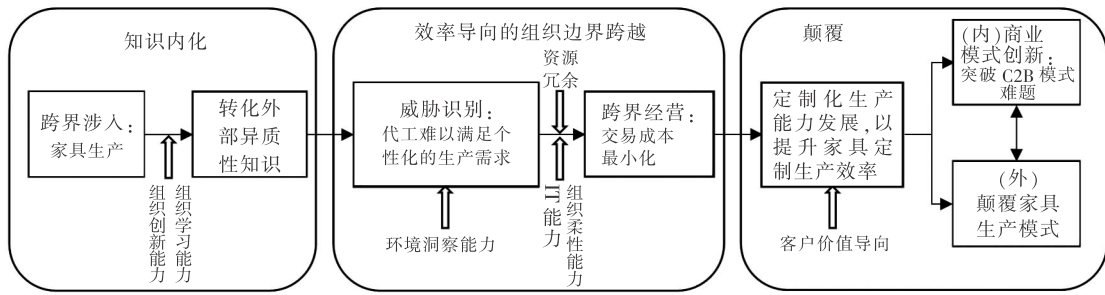 知识内化
跨界涉入：
家具生产
组织创新能力
组织学习能力
转化外
部异质
性知识
效率导向的组织边界跨越
威胁识别：
代工难以满足个
性化的生产需求
环境洞察能力
资源
冗余
IT能力
组织柔性能力
跨界经营：
交易成本
最小化
颠覆
定制化生产
能力发展，以
提升家具定
制生产效率
客户价值导向
(内)商业
模式创新：
突破 C2B 模式
难题
(外)
颠覆家具
生产模式